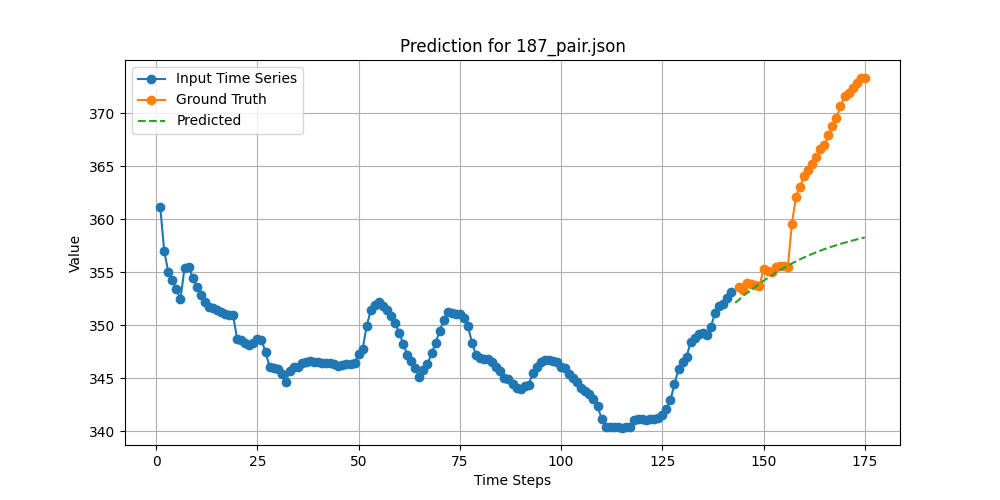 Prediction for 187_pair.json
Input Time Series
Ground Truth
Predicted
Value
370
365
360
355
350
345
340
0 25 50 75 100 125 150 175
Time Steps